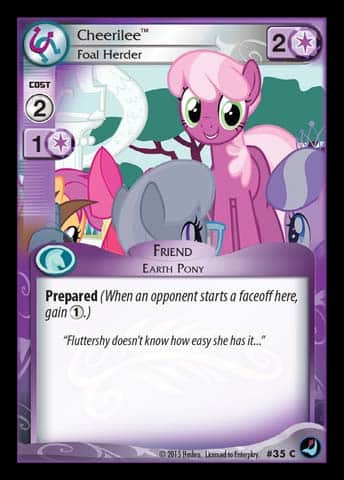 Cheerilee™
Foal Herder
2
COST
2
1
FRIEND
EARTH PONY
Prepared (When an opponent starts a faceoff here,
gain 1.)
“Fluttershy doesn't know how easy she has it...”
© 2015 Hasbro. Licensed to Enterplay. #35 C